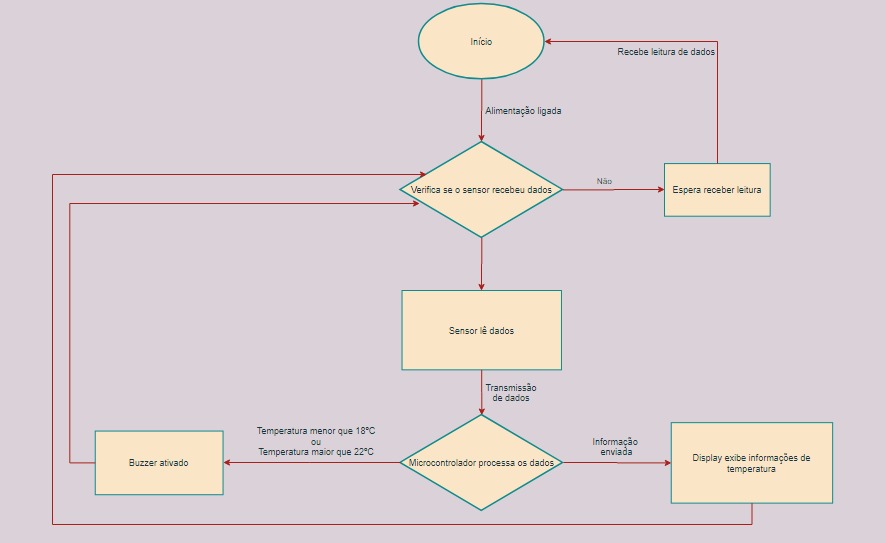 Início
Recebe leitura de dados
Alimentação ligada
Verifica se o sensor recebeu dados
Não
Espera receber leitura
Sensor lê dados
Transmissão
de dados
Temperatura menor que 18°C
ou
Temperatura maior que 22°C
Buzzer ativado
Microcontrolador processa os dados
Informação
enviada
Display exibe informações de
temperatura